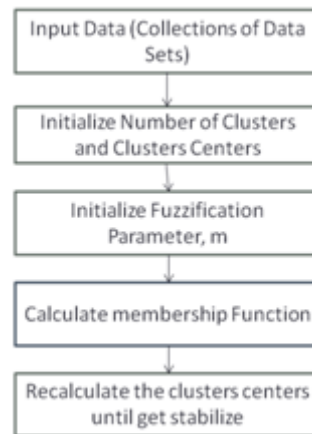 Input Data (Collections of Data
Sets)
Initialize Number of Clusters
and Clusters Centers
Initialize Fuzzification
Parameter, m
Calculate membership Function
Recalculate the clusters centers
until get stabilize